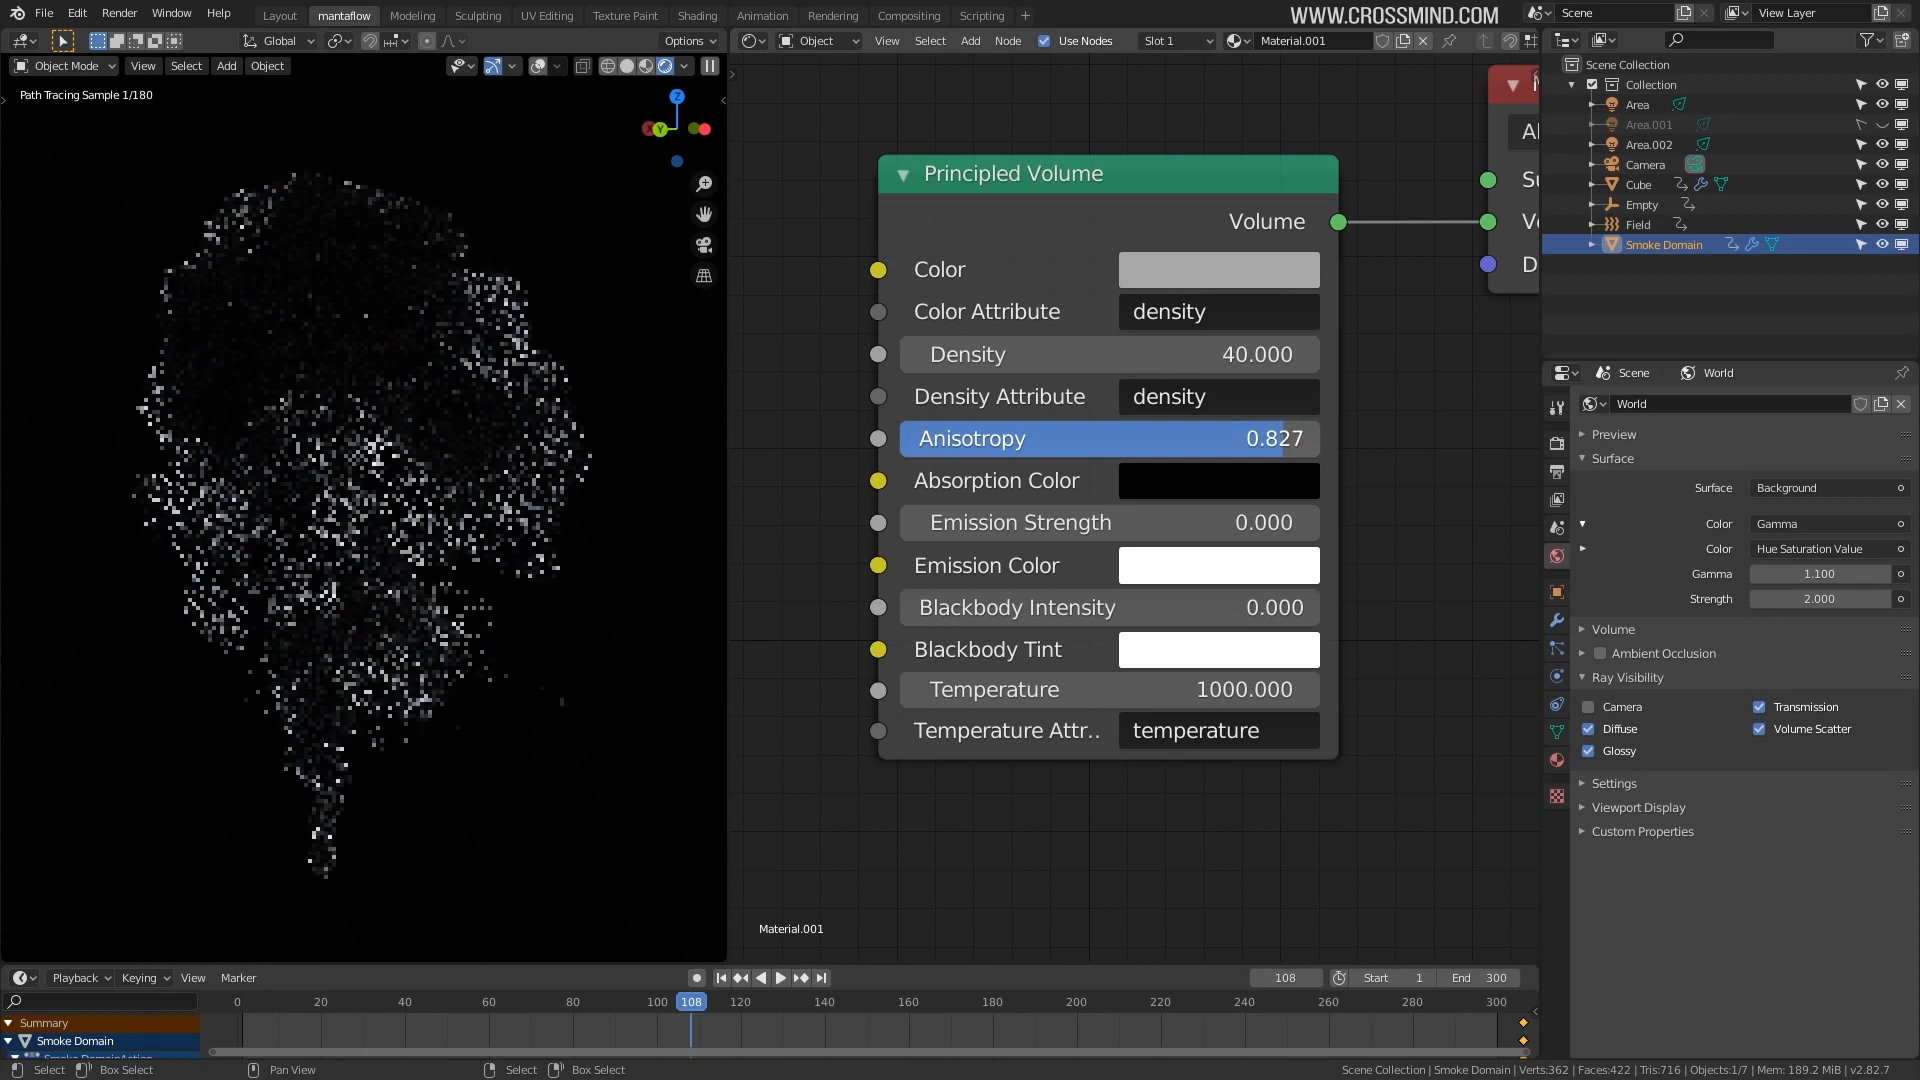 File Edit Render Window Help
Layout mantaflow Modeling Sculpting UV Editing Texture Paint Shading Animation Rendering Compositing Scripting +
WWW.CROSSMIND.COM
Scene
View Layer
Global
Options
Object
View Select Add Node
Use Nodes
Slot 1
Material.001
Object Mode View Select Add Object
Path Tracing Sample 1/180
Z
Y
Principled Volume
Volume
Color
Color Attribute density
Density 40.000
Density Attribute density
Anisotropy 0.827
Absorption Color
Emission Strength 0.000
Emission Color
Blackbody Intensity 0.000
Blackbody Tint
Temperature 1000.000
Temperature Attr.. temperature
Material.001
Scene Collection
Collection
Area
Area.001
Area.002
Camera
Cube
Empty
Field
Smoke Domain
Scene World
World
Preview
Surface
Surface Background
Color Gamma
Color Hue Saturation Value
Gamma 1.100
Strength 2.000
Volume
Ambient Occlusion
Ray Visibility
Camera Transmission
Diffuse Volume Scatter
Glossy
Settings
Viewport Display
Custom Properties
Playback Keying View Marker
108 Start 1 End 300
0 20 40 60 80 100 108 120 140 160 180 200 220 240 260 280 300
Summary
Smoke Domain
Smoke DomainAction
Select Box Select Pan View Select Box Select
Scene Collection | Smoke Domain | Verts:362 | Faces:422 | Tris:716 | Objects:1/7 | Mem: 189.2 MiB | v2.82.7